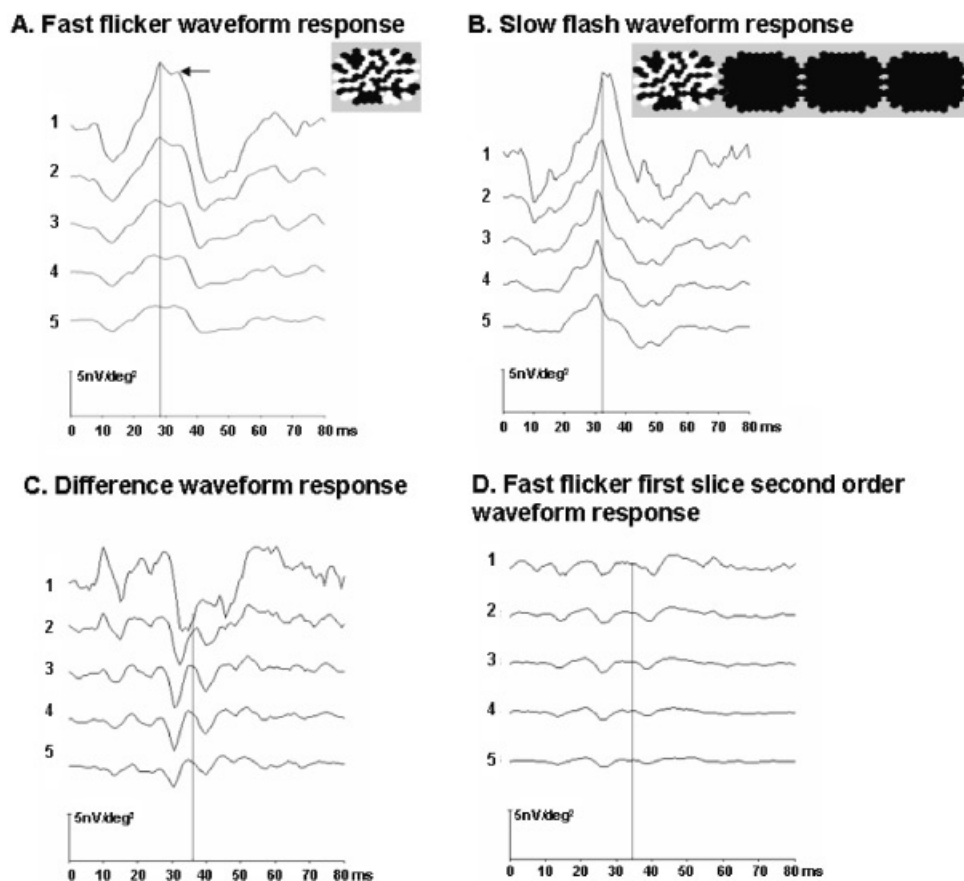 A. Fast flicker waveform response
1
2
3
4
5
5nV/deg²
0 10 20 30 40 50 60 70 80 ms
B. Slow flash waveform response
1
2
3
4
5
5nV/deg²
0 10 20 30 40 50 60 70 80 ms
C. Difference waveform response
1
2
3
4
5
5nV/deg²
0 10 20 30 40 50 60 70 80 ms
D. Fast flicker first slice second order
waveform response
1
2
3
4
5
5nV/deg²
0 10 20 30 40 50 60 70 80 ms